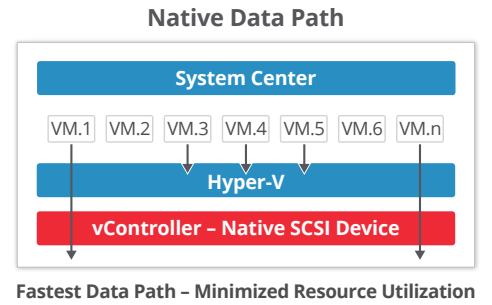 Native Data Path
System Center
VM.1 VM.2 VM.3 VM.4 VM.5 VM.6 VM.n
Hyper-V
vController – Native SCSI Device
Fastest Data Path – Minimized Resource Utilization